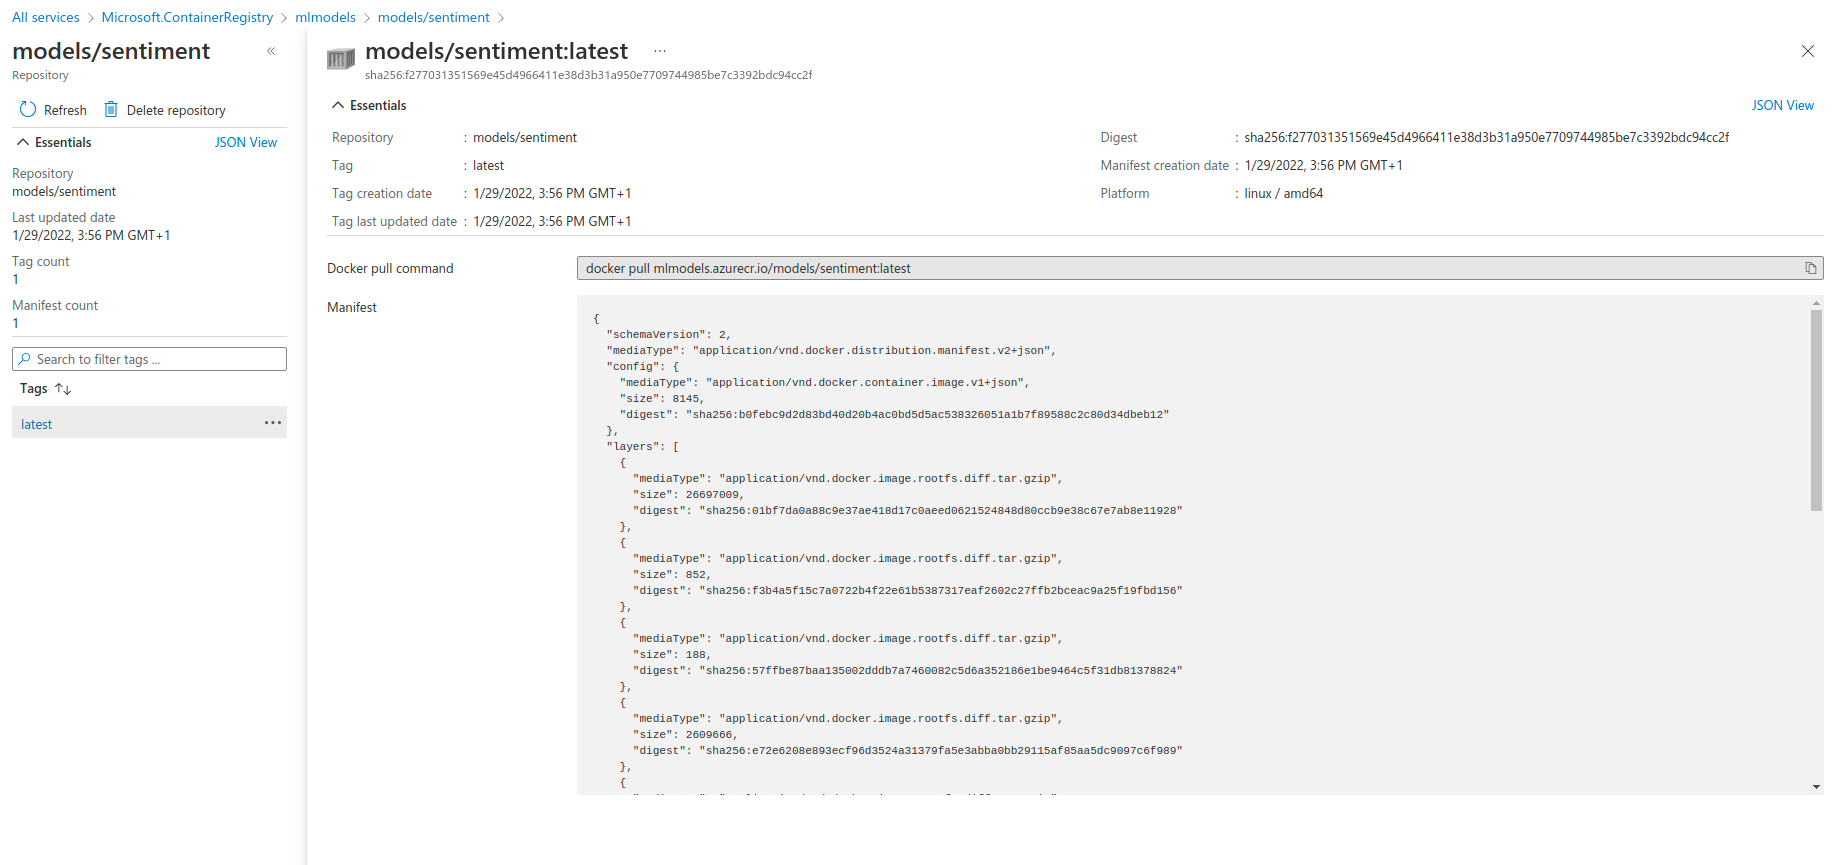 All services > Microsoft.ContainerRegistry > mlmodels > models/sentiment >
models/sentiment
Repository
Refresh Delete repository
Essentials JSON View
Repository
models/sentiment
Last updated date
1/29/2022, 3:56 PM GMT+1
Tag count
1
Manifest count
1
Search to filter tags ...
Tags
latest
models/sentiment:latest ...
sha256:f277031351569e45d4966411e38d3b31a950e7709744985be7c3392bdc94cc2f
Essentials JSON View
Repository : models/sentiment
Tag : latest
Tag creation date : 1/29/2022, 3:56 PM GMT+1
Tag last updated date : 1/29/2022, 3:56 PM GMT+1
Digest : sha256:f277031351569e45d4966411e38d3b31a950e7709744985be7c3392bdc94cc2f
Manifest creation date : 1/29/2022, 3:56 PM GMT+1
Platform : linux / amd64
Docker pull command docker pull mlmodels.azurecr.io/models/sentiment:latest
Manifest
{
"schemaVersion": 2,
"mediaType": "application/vnd.docker.distribution.manifest.v2+json",
"config": {
"mediaType": "application/vnd.docker.container.image.v1+json",
"size": 8145,
"digest": "sha256:b0febc9d2d83bd40d20b4ac0bd5d5ac538326051a1b7f89588c2c80d34dbeb12"
},
"layers": [
{
"mediaType": "application/vnd.docker.image.rootfs.diff.tar.gzip",
"size": 26697009,
"digest": "sha256:01bf7da0a88c9e37ae418d17c0aeed0621524848d80ccb9e38c67e7ab8e11928"
},
{
"mediaType": "application/vnd.docker.image.rootfs.diff.tar.gzip",
"size": 852,
"digest": "sha256:f3b4a5f15c7a0722b4f22e61b5387317eaf2602c27ffb2bceac9a25f19fbd156"
},
{
"mediaType": "application/vnd.docker.image.rootfs.diff.tar.gzip",
"size": 188,
"digest": "sha256:57ffbe87baa135002dddb7a7460082c5d6a352186e1be9464c5f31db81378824"
},
{
"mediaType": "application/vnd.docker.image.rootfs.diff.tar.gzip",
"size": 2609666,
"digest": "sha256:e72e6208e893ecf96d3524a31379fa5e3abba0bb29115af85aa5dc9097c6f989"
},
{